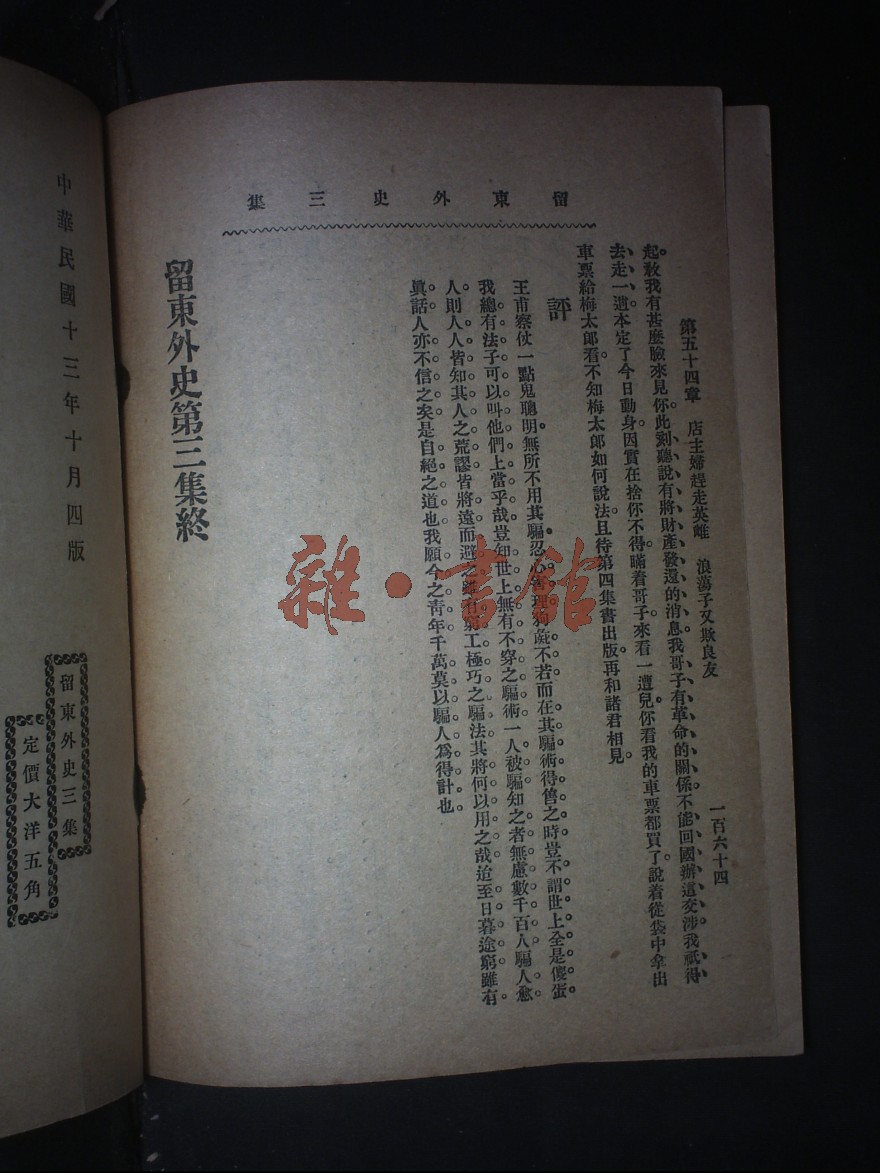 留東外史三集
第五十四章　店主婦趕走英雌　浪蕩子又欺良友
一百六十四
起敎我有甚麼臉來見你此刻聽說有將財產發還的消息我哥子有革命的關係不能回國辦這交涉我祇得
去走一遭本定了今日動身因實在捨你不得瞞着哥子來看一遭兒你看我的車票都買了說着從袋中拿出
車票給梅太郎看不知梅太郎如何說法且待第四集書出版再和諸君相見
評
王甫察仗一點鬼聰明無所不用其騙忍心害理狗彘不若而在其騙術得售之時豈不謂世上全是傻蛋
我總有法子可以叫他們上當乎哉豈知世上無有不穿之騙術一人被騙知之者無慮數千百人騙人愈
人則人人皆知其人之荒謬皆將遠而避之雖有窮工極巧之騙法其將何以用之哉迨至日暮途窮雖有
眞話人亦不信之矣是自絕之道也我願今之靑年千萬莫以騙人爲得計也
留東外史第三集終
中華民國十三年十月四版
留東外史三集
定價大洋五角
雜·書館